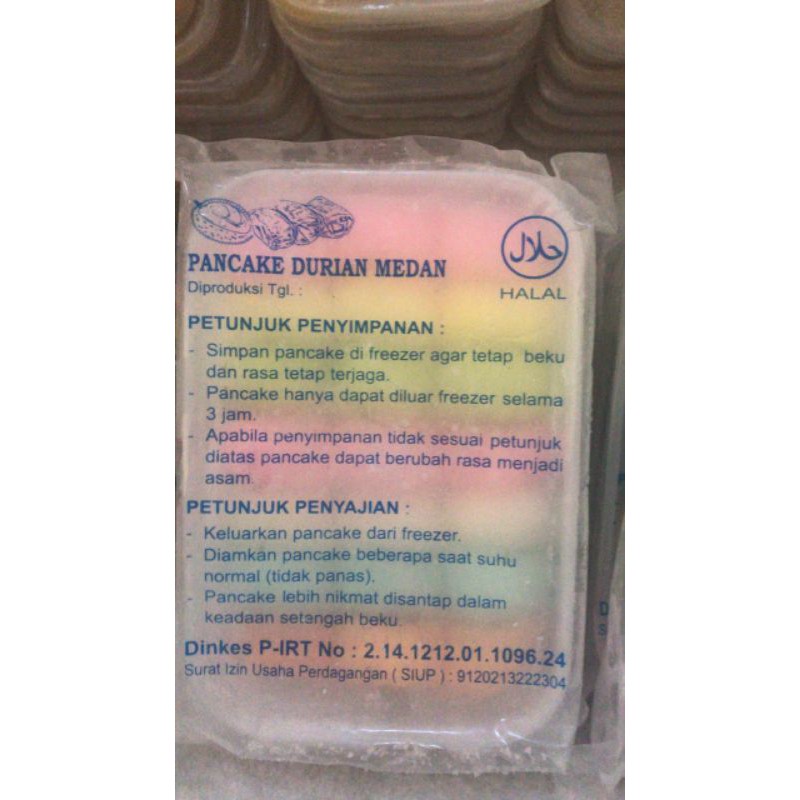 حلال
PANCAKE DURIAN MEDAN
HALAL
Diproduksi Tgl. :
PETUNJUK PENYIMPANAN :
- Simpan pancake di freezer agar tetap beku
dan rasa tetap terjaga.
- Pancake hanya dapat diluar freezer selama
3 jam.
- Apabila penyimpanan tidak sesuai petunjuk
diatas pancake dapat berubah rasa menjadi
asam.
PETUNJUK PENYAJIAN :
- Keluarkan pancake dari freezer.
- Diamkan pancake beberapa saat suhu
normal (tidak panas).
- Pancake lebih nikmat disantap dalam
keadaan setangah beku.
Dinkes P-IRT No : 2.14.1212.01.1096.24
Surat Izin Usaha Perdagangan ( SIUP ) : 9120213222304